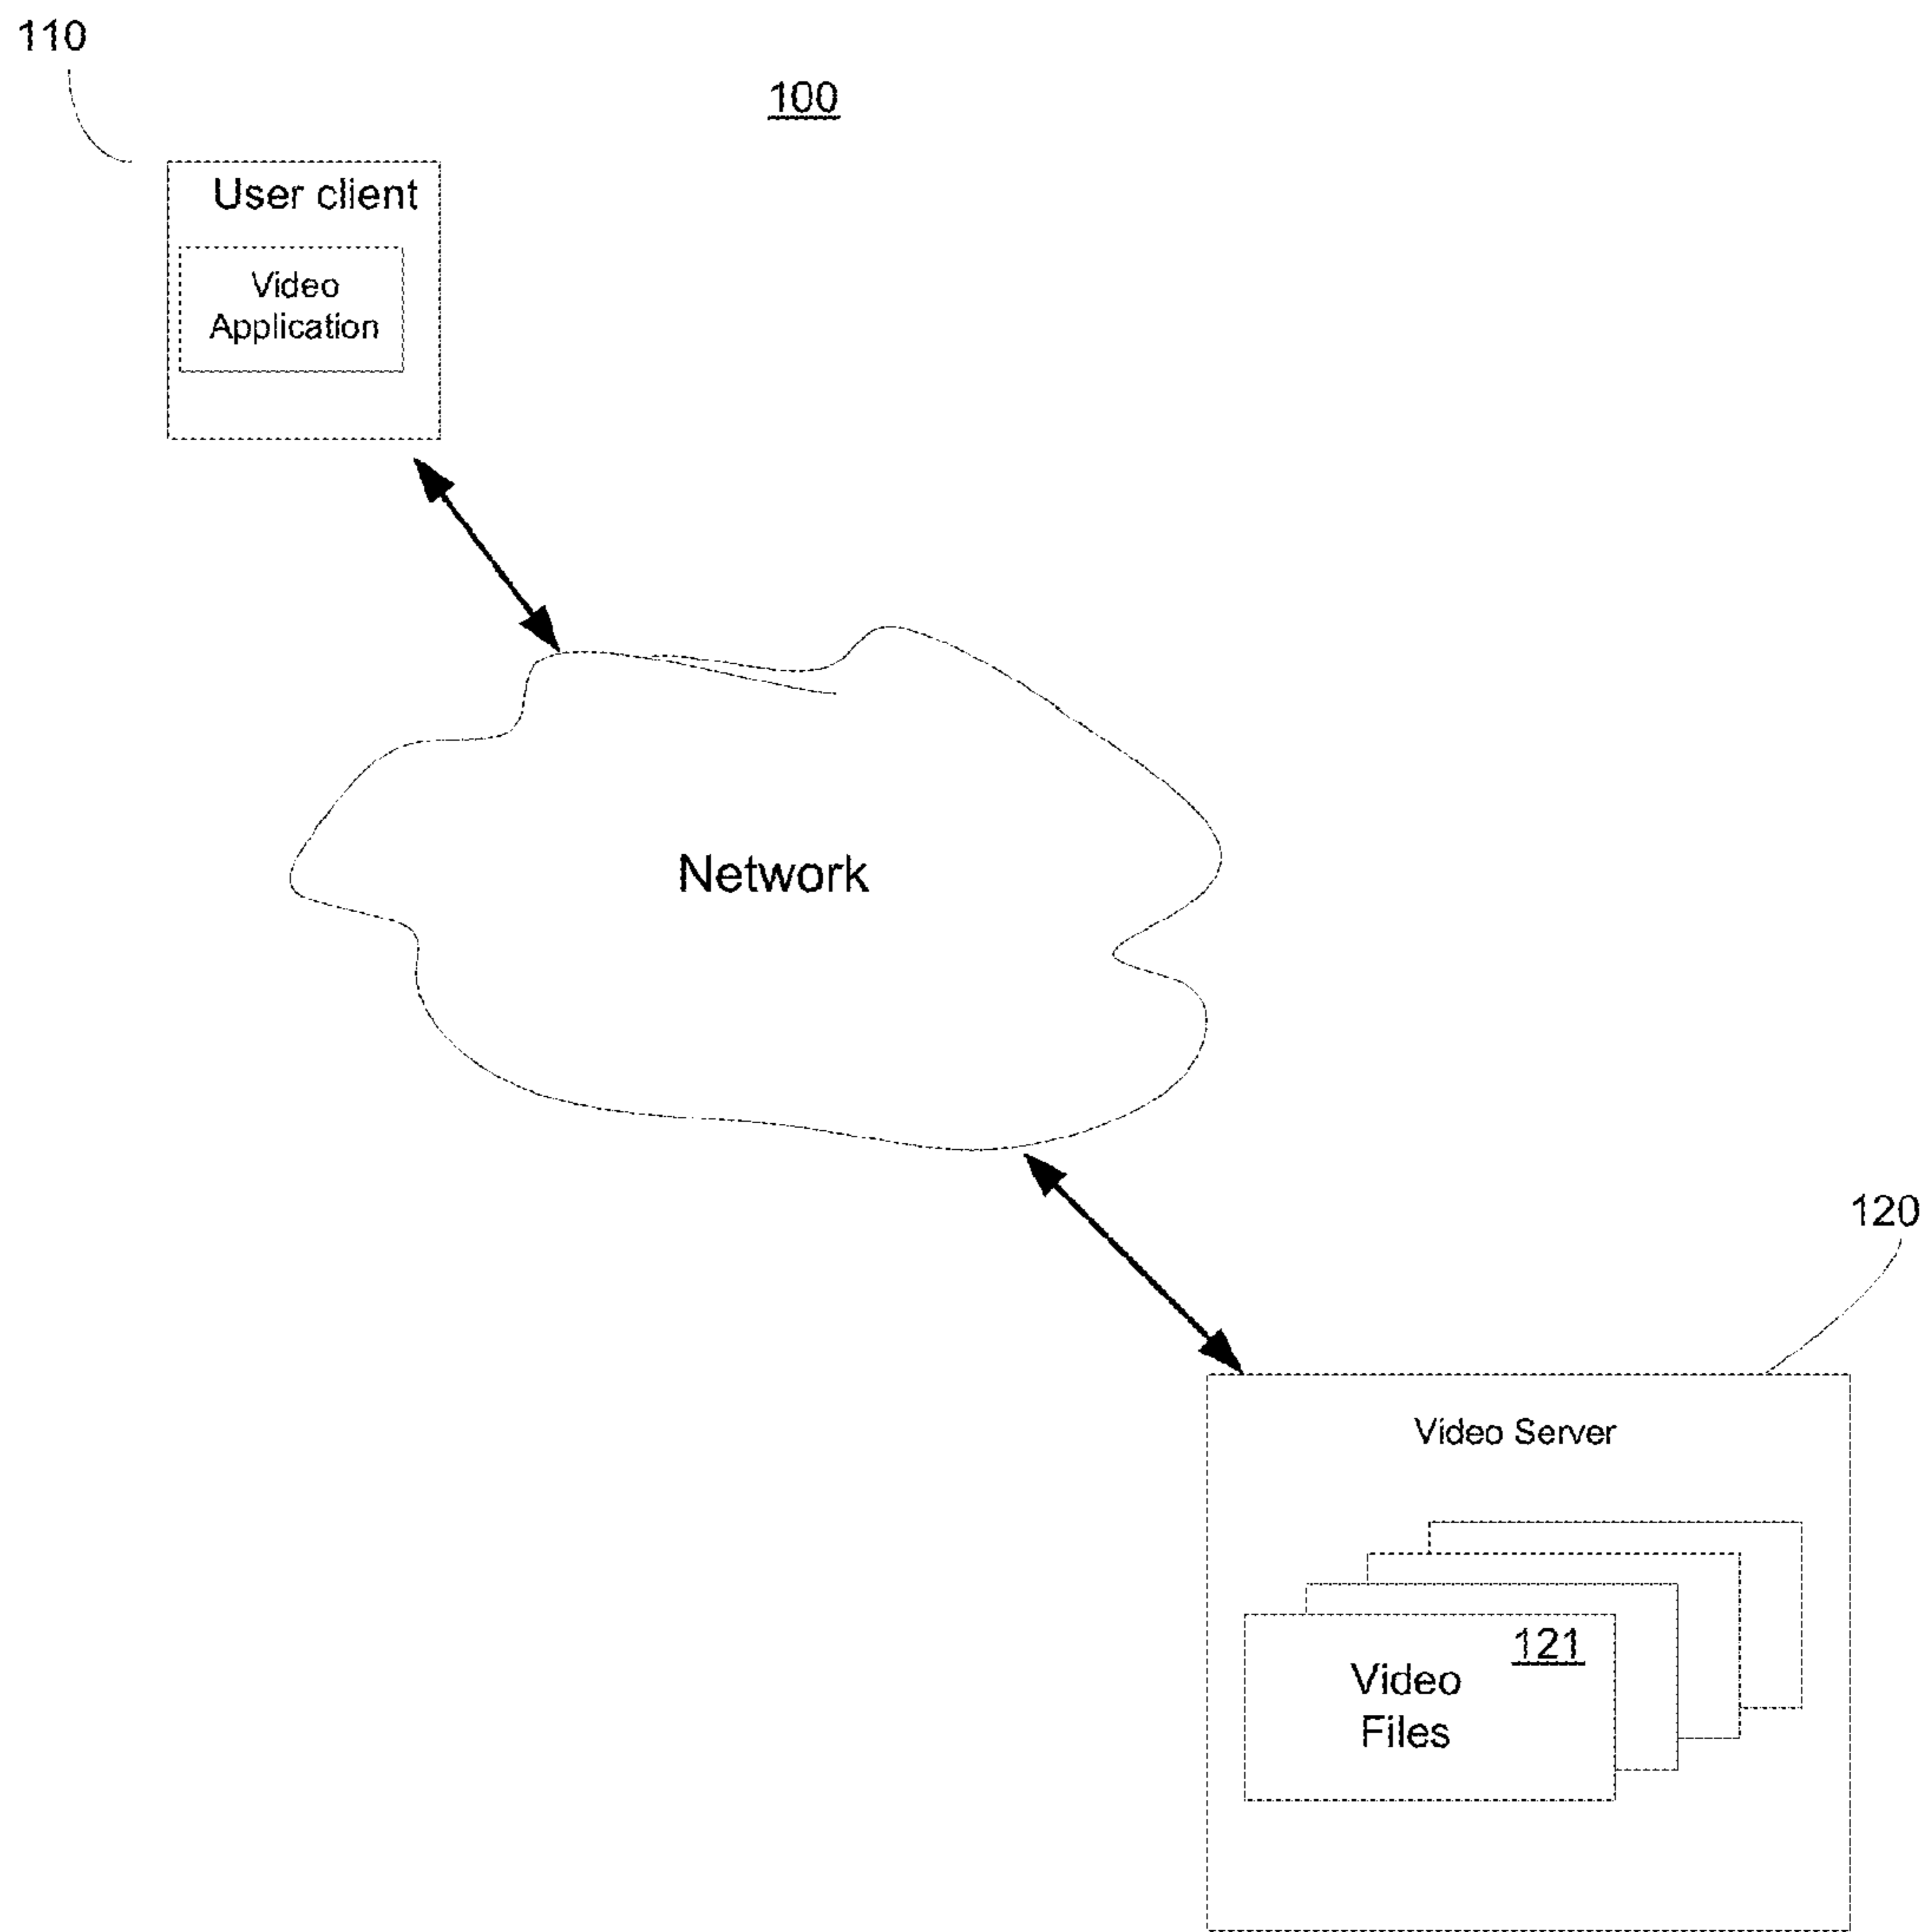 110
100
User client
Video
Application
Network
120
Video Server
121
Video
Files